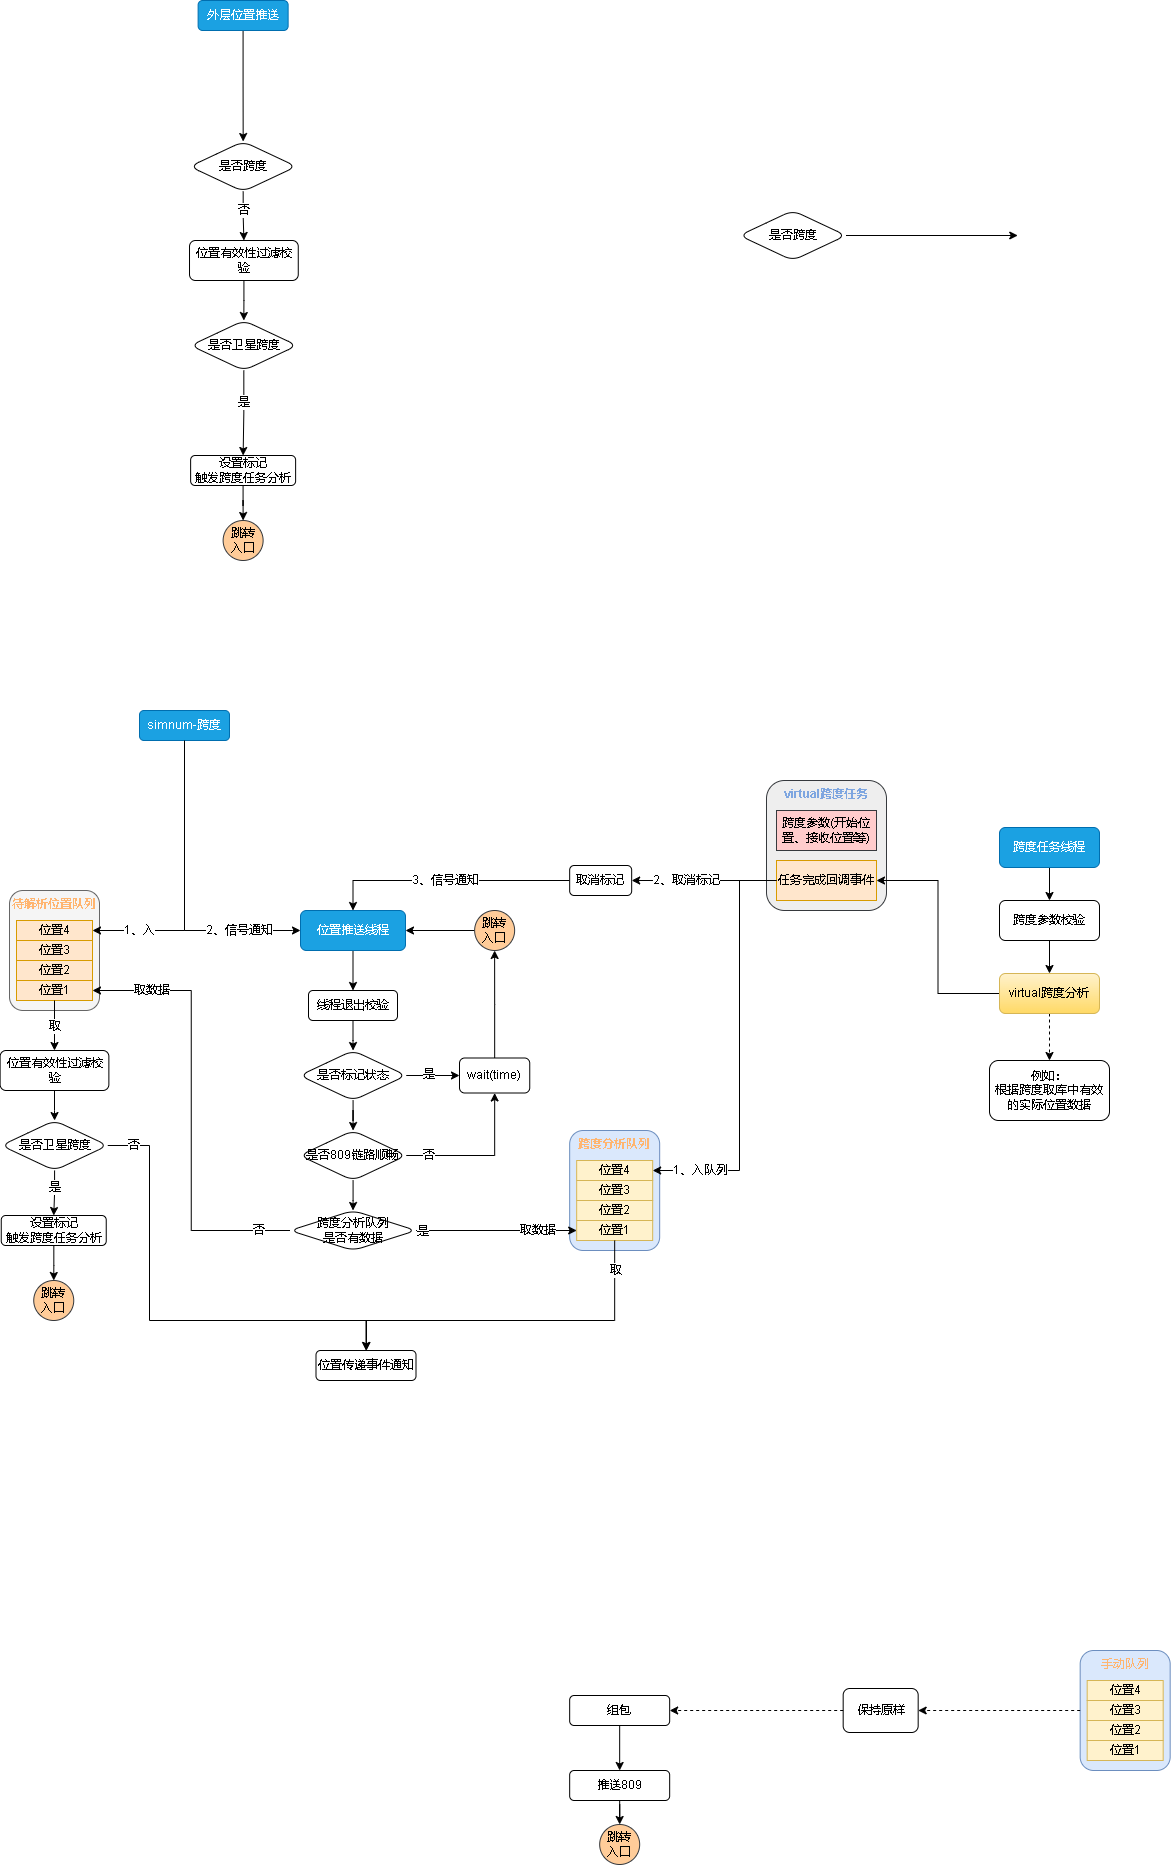 外层位置推送
是否跨度
否
位置有效性过滤校
验
是否卫星跨度
是
设置标记
触发跨度任务分析
跳转
入口
是否跨度
simnum-跨度
待解析位置队列
位置4
位置3
位置2
位置1
1、入
2、信号通知
取数据
取
位置有效性过滤校
验
是否卫星跨度
否
是
设置标记
触发跨度任务分析
跳转
入口
3、信号通知
取消标记
2、取消标记
位置推送线程
跳转
入口
线程退出校验
是否标记状态
是
wait(time)
是否809链路顺畅
否
跨度分析队列
是否有数据
否
是
取数据
跨度分析队列
位置4
位置3
位置2
位置1
1、入队列
取
位置传递事件通知
virtual跨度任务
跨度参数(开始位
置、接收位置等)
任务完成回调事件
跨度任务线程
跨度参数校验
virtual跨度分析
例如：
根据跨度取库中有效
的实际位置数据
手动队列
位置4
位置3
位置2
位置1
保持原样
组包
推送809
跳转
入口